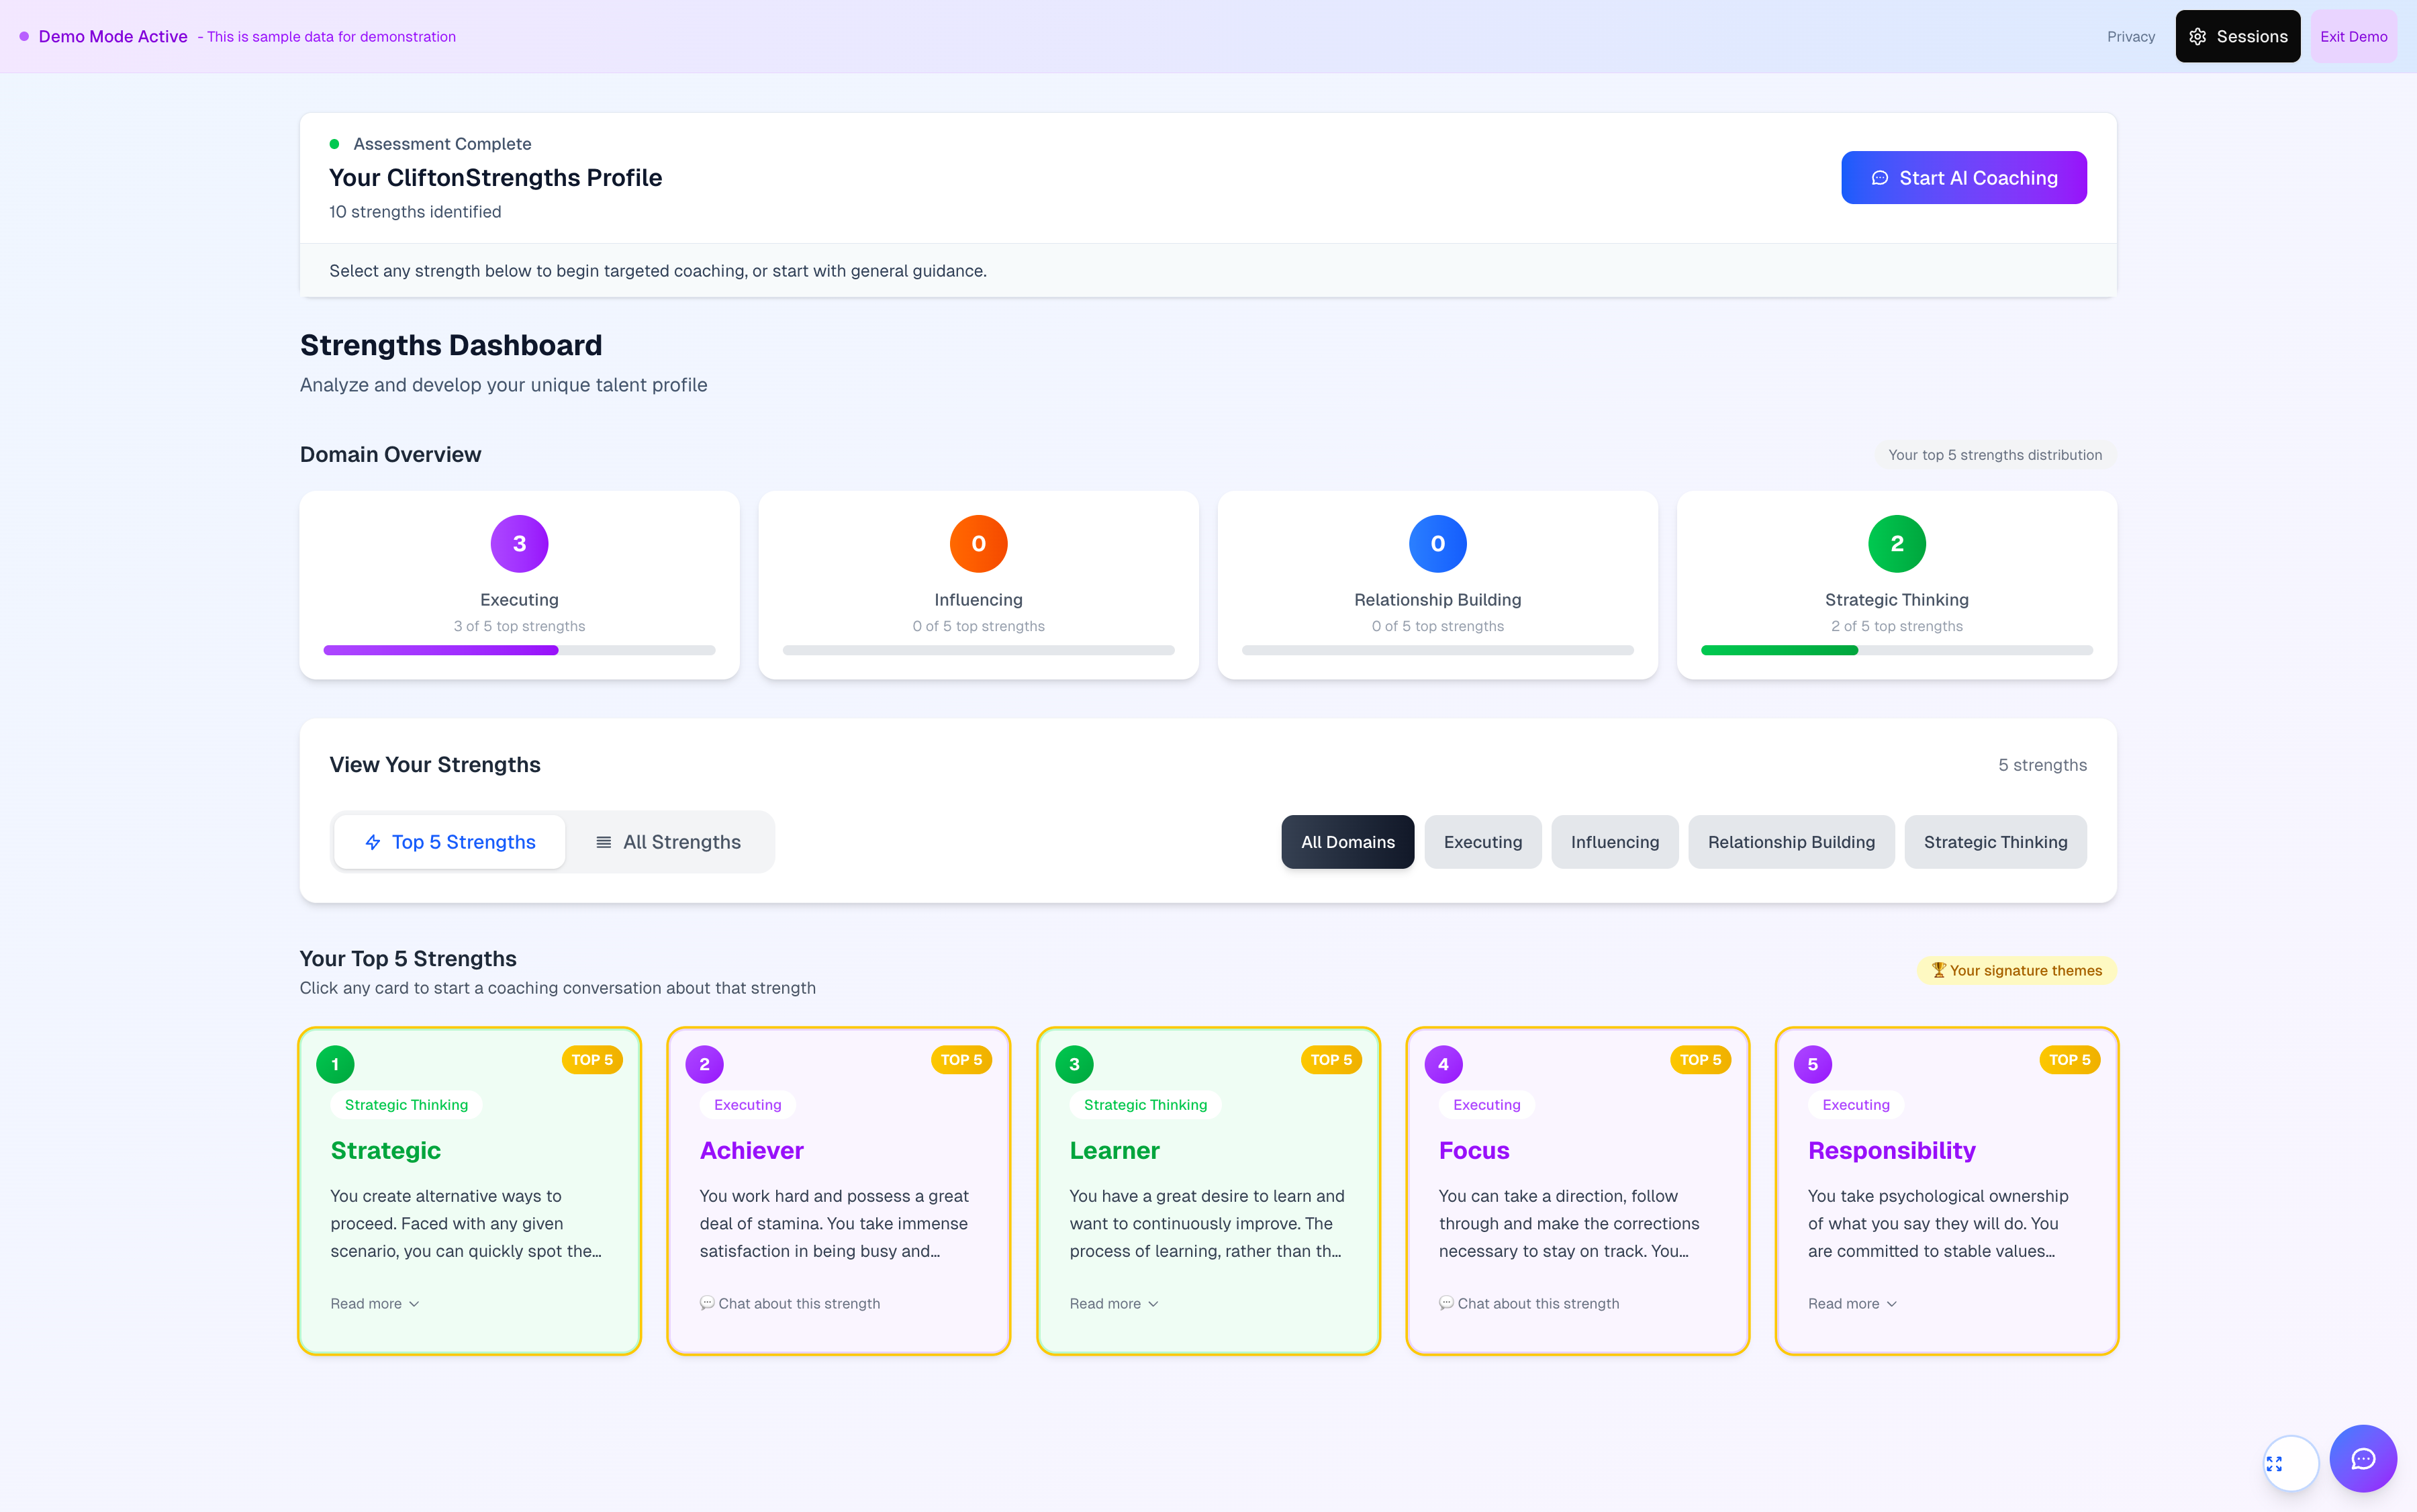 Demo Mode Active - This is sample data for demonstration
Privacy
Sessions
Exit Demo
Assessment Complete
Your CliftonStrengths Profile
10 strengths identified
Start AI Coaching
Select any strength below to begin targeted coaching, or start with general guidance.
Strengths Dashboard
Analyze and develop your unique talent profile
Domain Overview
Your top 5 strengths distribution
3
Executing
3 of 5 top strengths
0
Influencing
0 of 5 top strengths
0
Relationship Building
0 of 5 top strengths
2
Strategic Thinking
2 of 5 top strengths
View Your Strengths
5 strengths
Top 5 Strengths
All Strengths
All Domains
Executing
Influencing
Relationship Building
Strategic Thinking
Your Top 5 Strengths
Click any card to start a coaching conversation about that strength
🏆 Your signature themes
1
TOP 5
Strategic Thinking
Strategic
You create alternative ways to
proceed. Faced with any given
scenario, you can quickly spot the...
Read more
2
TOP 5
Executing
Achiever
You work hard and possess a great
deal of stamina. You take immense
satisfaction in being busy and...
💬 Chat about this strength
3
TOP 5
Strategic Thinking
Learner
You have a great desire to learn and
want to continuously improve. The
process of learning, rather than th...
Read more
4
TOP 5
Executing
Focus
You can take a direction, follow
through and make the corrections
necessary to stay on track. You...
💬 Chat about this strength
5
TOP 5
Executing
Responsibility
You take psychological ownership
of what you say they will do. You
are committed to stable values...
Read more